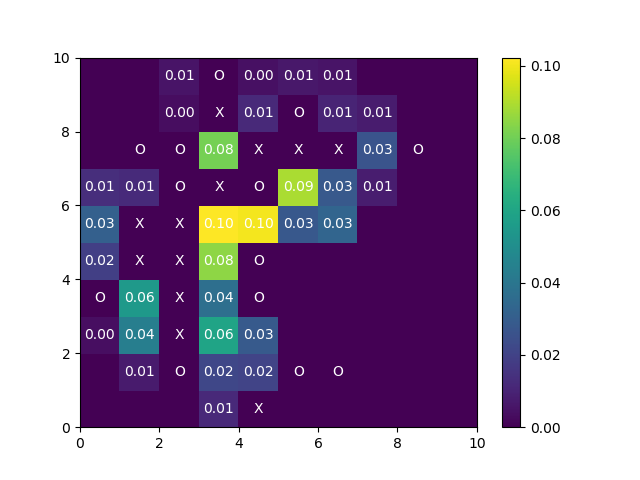 10
0.01 O 0.00 0.01 0.01
0.00 X 0.01 O 0.01 0.01
8
O O 0.08 X X X 0.03 O
0.01 0.01 O X O 0.09 0.03 0.01
6
0.03 X X 0.10 0.10 0.03 0.03
0.02 X X 0.08 O
4
O 0.06 X 0.04 O
0.00 0.04 X 0.06 0.03
2
0.01 O 0.02 0.02 O O
0.01 X
0
0 2 4 6 8 10
0.10
0.08
0.06
0.04
0.02
0.00